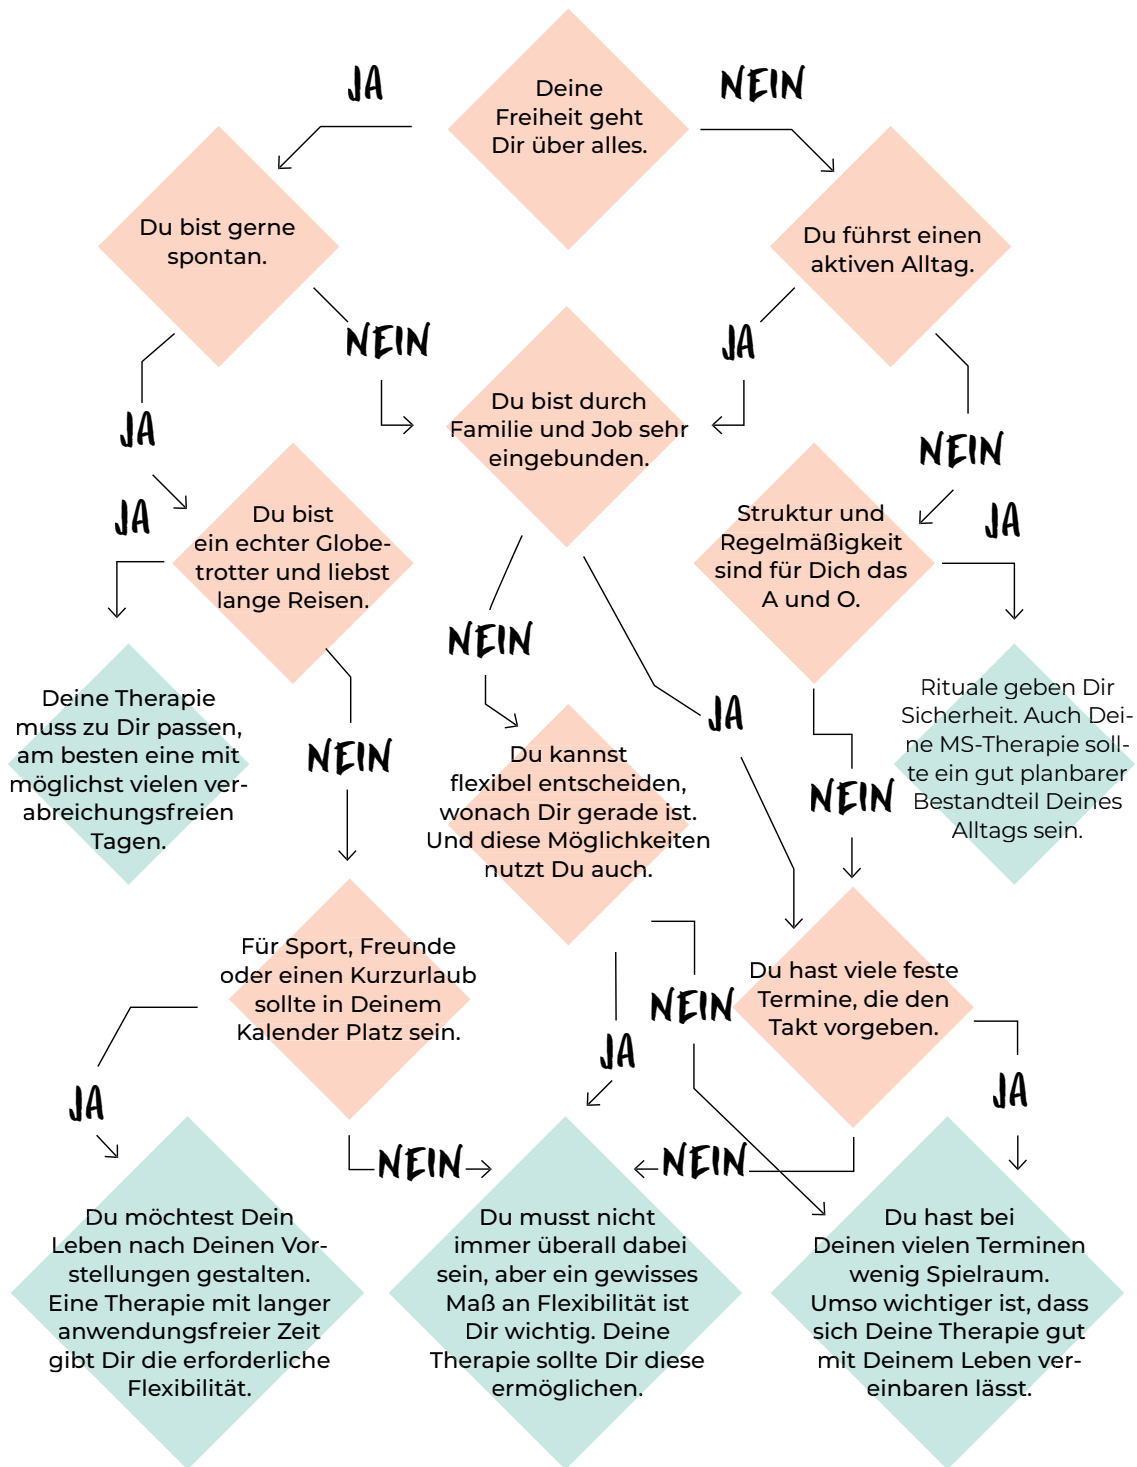 JA
Deine
Freiheit geht
Dir über alles.
NEIN
Du bist gerne
spontan.
Du führst einen
aktiven Alltag.
NEIN
JA
JA
Du bist durch
Familie und Job sehr
eingebunden.
NEIN
JA
Du bist
ein echter Globe-
trotter und liebst
lange Reisen.
Struktur und
Regelmäßigkeit
sind für Dich das
A und O.
JA
NEIN
JA
Deine Therapie
muss zu Dir passen,
am besten eine mit
möglichst vielen ver-
abreichungsfreien
Tagen.
NEIN
Du kannst
flexibel entscheiden,
wonach Dir gerade ist.
Und diese Möglichkeiten
nutzt Du auch.
NEIN
Rituale geben Dir
Sicherheit. Auch Dei-
ne MS-Therapie soll-
te ein gut planbarer
Bestandteil Deines
Alltags sein.
Für Sport, Freunde
oder einen Kurzurlaub
sollte in Deinem
Kalender Platz sein.
NEIN
JA
Du hast viele feste
Termine, die den
Takt vorgeben.
JA
JA
NEIN
NEIN
Du möchtest Dein
Leben nach Deinen Vor-
stellungen gestalten.
Eine Therapie mit langer
anwendungsfreier Zeit
gibt Dir die erforderliche
Flexibilität.
Du musst nicht
immer überall dabei
sein, aber ein gewisses
Maß an Flexibilität ist
Dir wichtig. Deine
Therapie sollte Dir diese
ermöglichen.
Du hast bei
Deinen vielen Terminen
wenig Spielraum.
Umso wichtiger ist, dass
sich Deine Therapie gut
mit Deinem Leben ver-
einbaren lässt.